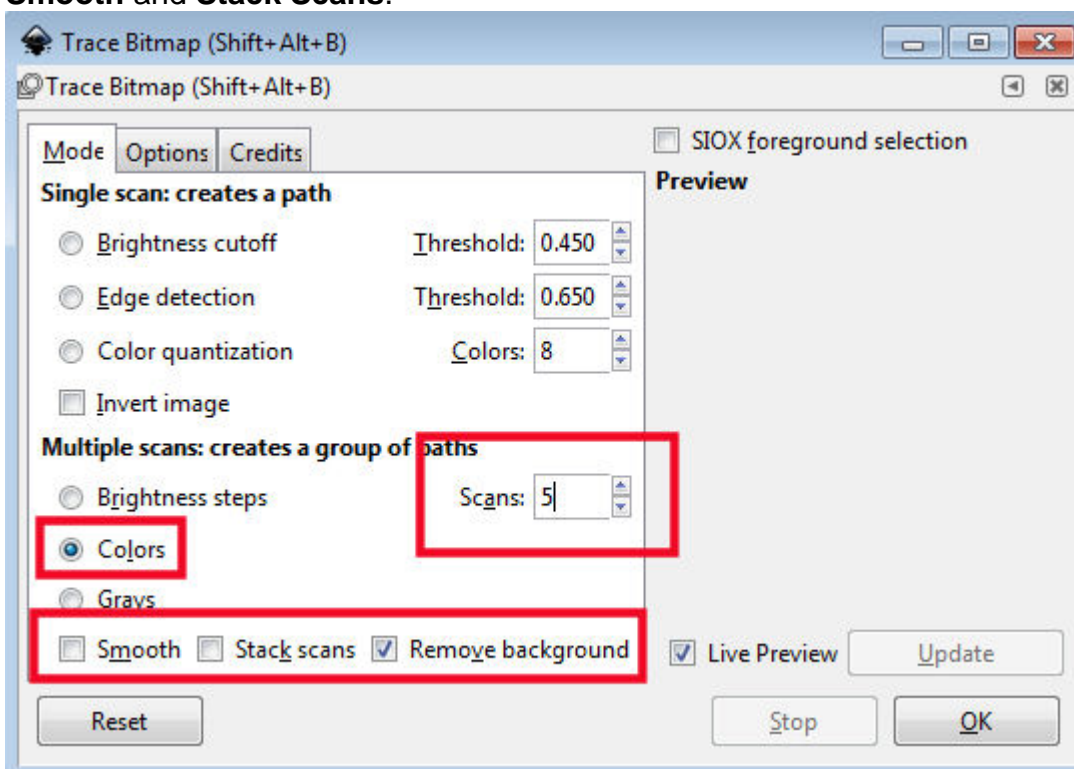 Smooth and Stack Scans.
Trace Bitmap (Shift+Alt+B)
Trace Bitmap (Shift+Alt+B)
Mode Options Credits
SIOX foreground selection
Single scan: creates a path
Preview
Brightness cutoff Threshold: 0.450
Edge detection Threshold: 0.650
Color quantization Colors: 8
Invert image
Multiple scans: creates a group of paths
Brightness steps Scans: 5
Colors
Grays
Smooth Stack scans Remove background
Live Preview Update
Reset Stop OK